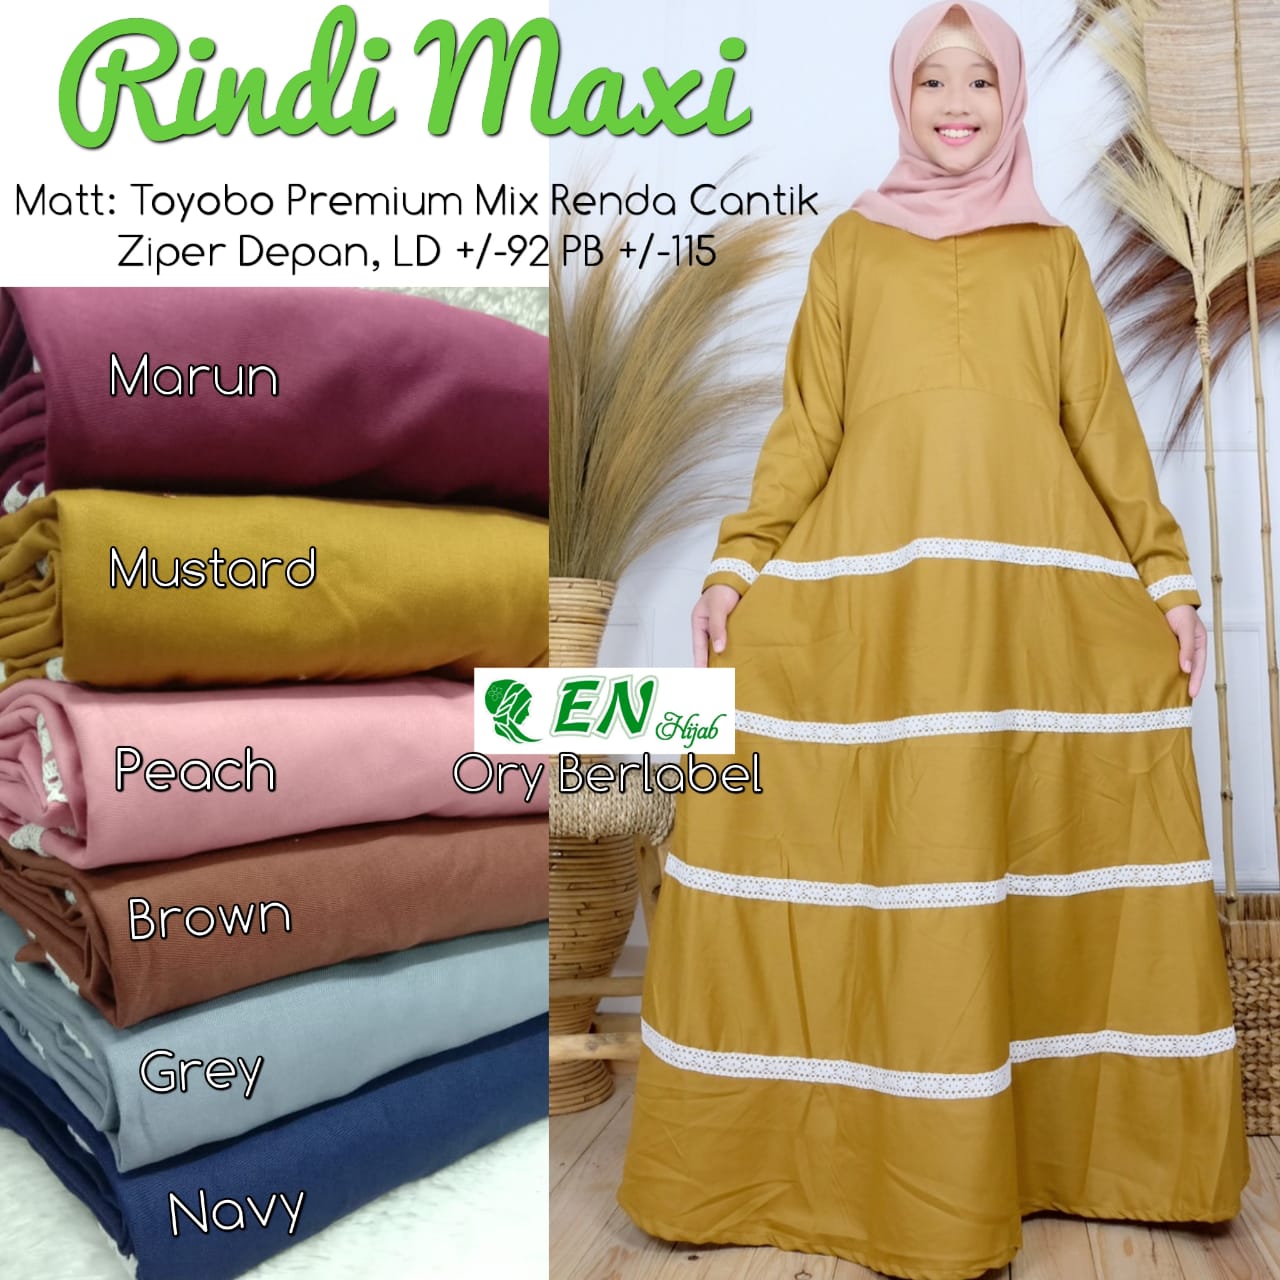 Rindi Maxi
Matt: Toyobo Premium Mix Renda Cantik
Ziper Depan, LD +/-92 PB +/-115
Marun
Mustard
Peach
EN Hijab
Ory Berlabel
Brown
Grey
Navy